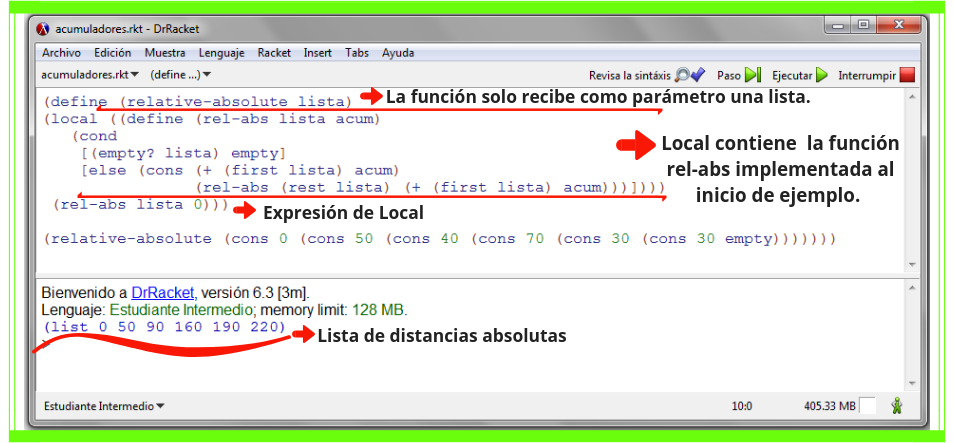 acumuladores.rkt - DrRacket
Archivo Edición Muestra Lenguaje Racket Insert Tabs Ayuda
acumuladores.rkt (define ...) Revisa la sintáxis Paso Ejecutar Interrumpir
(define (relative-absolute lista) La función solo recibe como parámetro una lista.
(local ((define (rel-abs lista acum)
(cond
[(empty? lista) empty]
[else (cons (+ (first lista) acum)
(rel-abs (rest lista) (+ (first lista) acum)))])))
Local contiene la función
rel-abs implementada al
inicio de ejemplo.
(rel-abs lista 0))) Expresión de Local
(relative-absolute (cons 0 (cons 50 (cons 40 (cons 70 (cons 30 (cons 30 empty)))))))
Bienvenido a DrRacket, versión 6.3 [3m].
Lenguaje: Estudiante Intermedio; memory limit: 128 MB.
(list 0 50 90 160 190 220) Lista de distancias absolutas
>
Estudiante Intermedio 10:0 405.33 MB